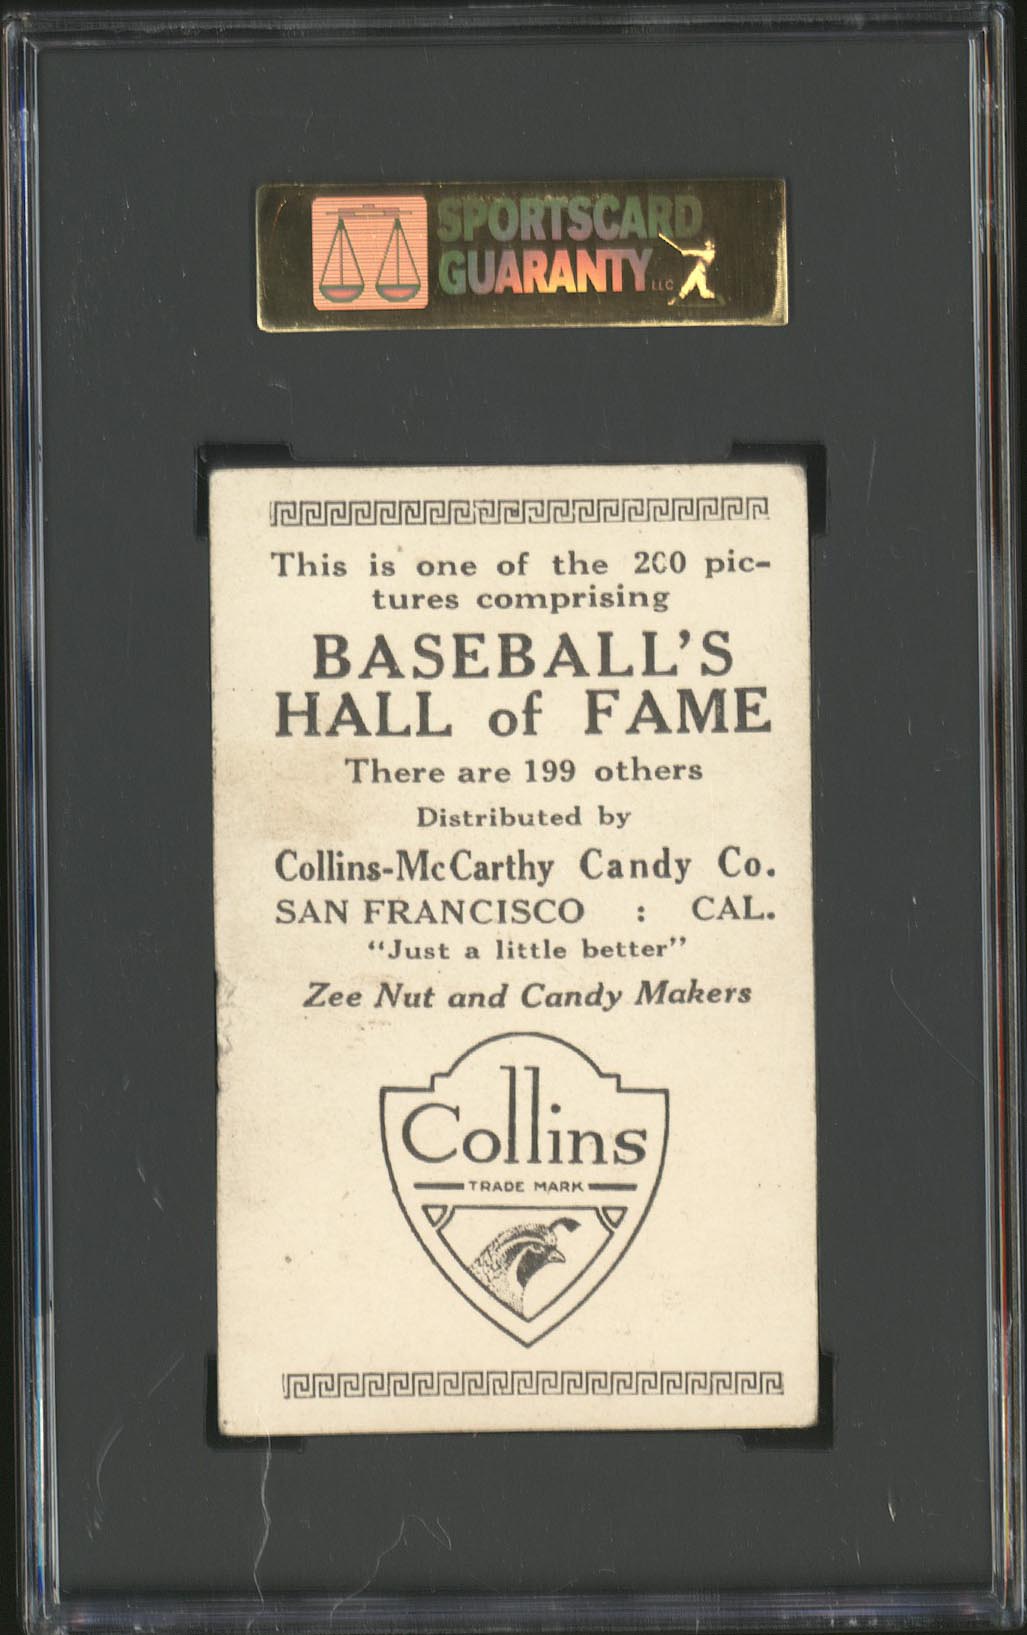 SPORTSCARD
GUARANTY LLC
This is one of the 200 pic-
tures comprising
BASEBALL'S
HALL of FAME
There are 199 others
Distributed by
Collins-McCarthy Candy Co.
SAN FRANCISCO : CAL.
"Just a little better"
Zee Nut and Candy Makers
Collins
TRADE MARK